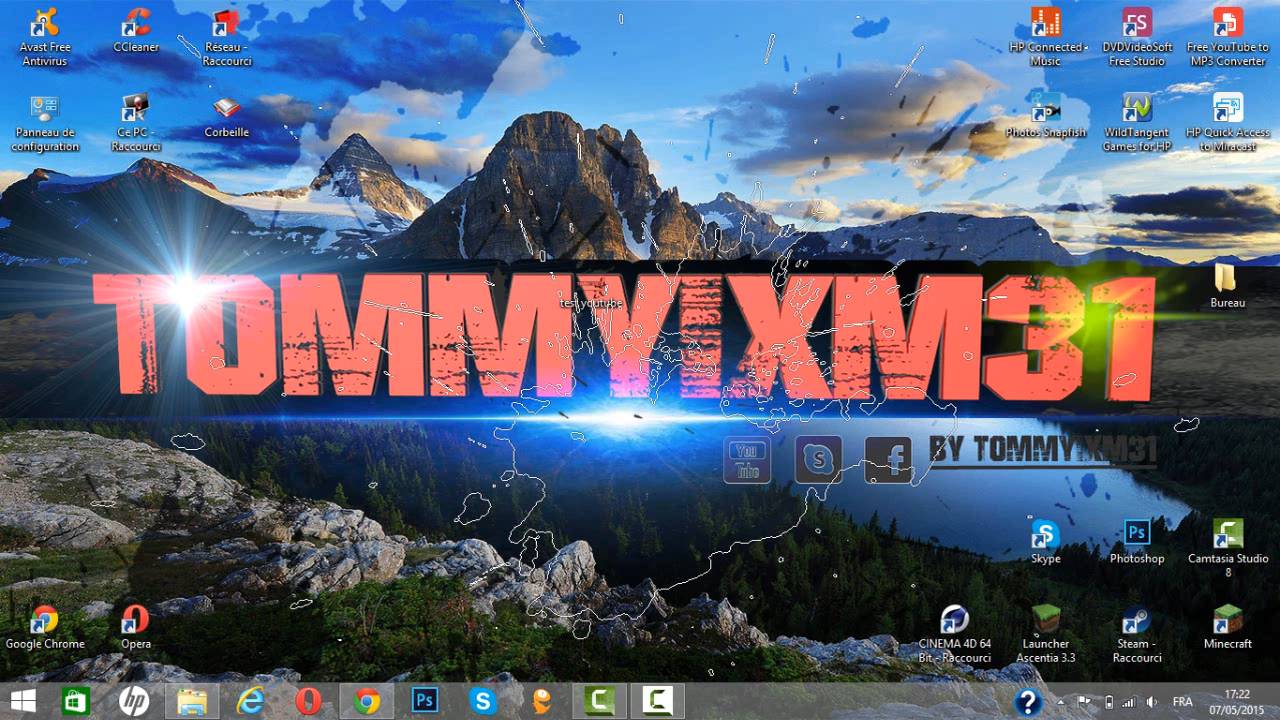 Avast Free
Antivirus
CCleaner
Réseau -
Raccourci
HP Connected
Music
DVDVideoSoft
Free Studio
Free YouTube to
MP3 Converter
Panneau de
configuration
Ce PC -
Raccourci
Corbeille
Photos Snapfish
WildTangent
Games for HP
HP Quick Access
to Miracast
TOMMY1XM31
test youtube
Bureau
You
Tube
BY TOMMY1XM31
Skype
Photoshop
Camtasia Studio
8
Google Chrome
Opera
CINEMA 4D 64
Bit - Raccourci
Launcher
Ascentia 3.3
Steam -
Raccourci
Minecraft
FRA
17:22
07/05/2015